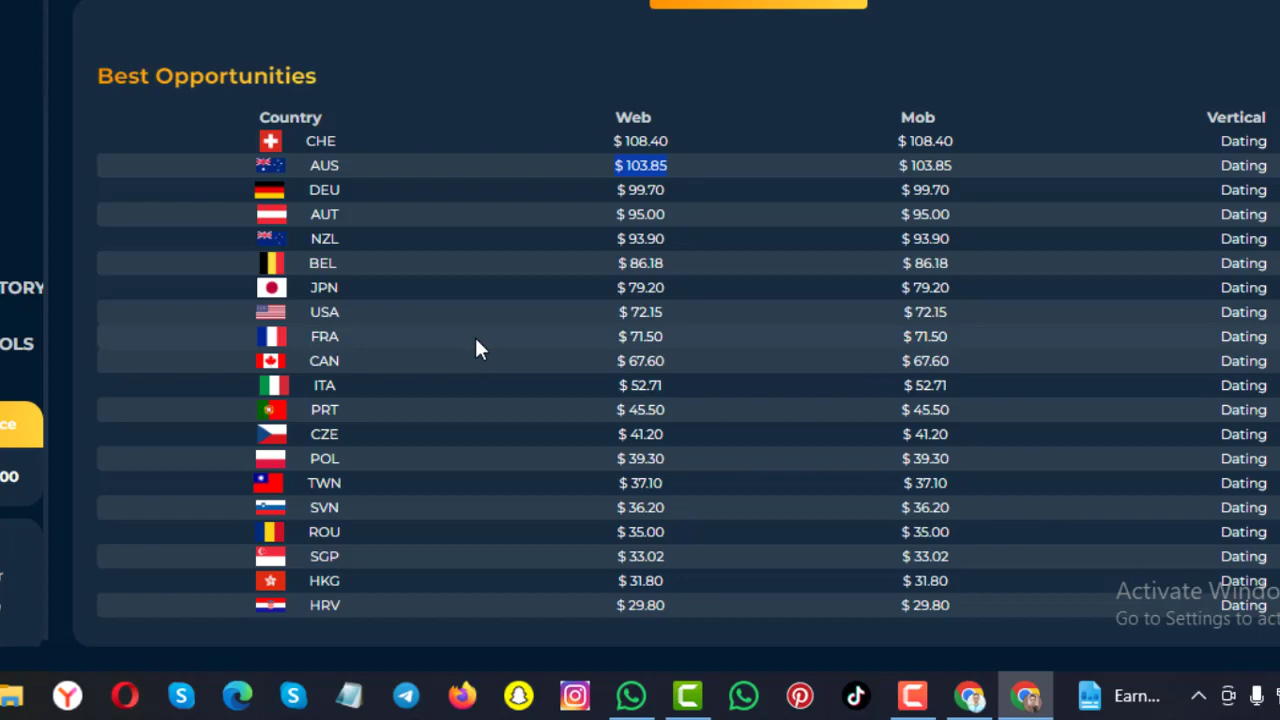 Best Opportunities
Country Web Mob Vertical
CHE $ 108.40 $ 108.40 Dating
AUS $ 103.85 $ 103.85 Dating
DEU $ 99.70 $ 99.70 Dating
AUT $ 95.00 $ 95.00 Dating
NZL $ 93.90 $ 93.90 Dating
BEL $ 86.18 $ 86.18 Dating
TORY JPN $ 79.20 $ 79.20 Dating
USA $ 72.15 $ 72.15 Dating
OLS FRA $ 71.50 $ 71.50 Dating
CAN $ 67.60 $ 67.60 Dating
ITA $ 52.71 $ 52.71 Dating
PRT $ 45.50 $ 45.50 Dating
ce CZE $ 41.20 $ 41.20 Dating
POL $ 39.30 $ 39.30 Dating
00 TWN $ 37.10 $ 37.10 Dating
SVN $ 36.20 $ 36.20 Dating
ROU $ 35.00 $ 35.00 Dating
SGP $ 33.02 $ 33.02 Dating
HKG $ 31.80 $ 31.80 Dating
HRV $ 29.80 $ 29.80 Dating
Activate Windo
Go to Settings to act
Earn...